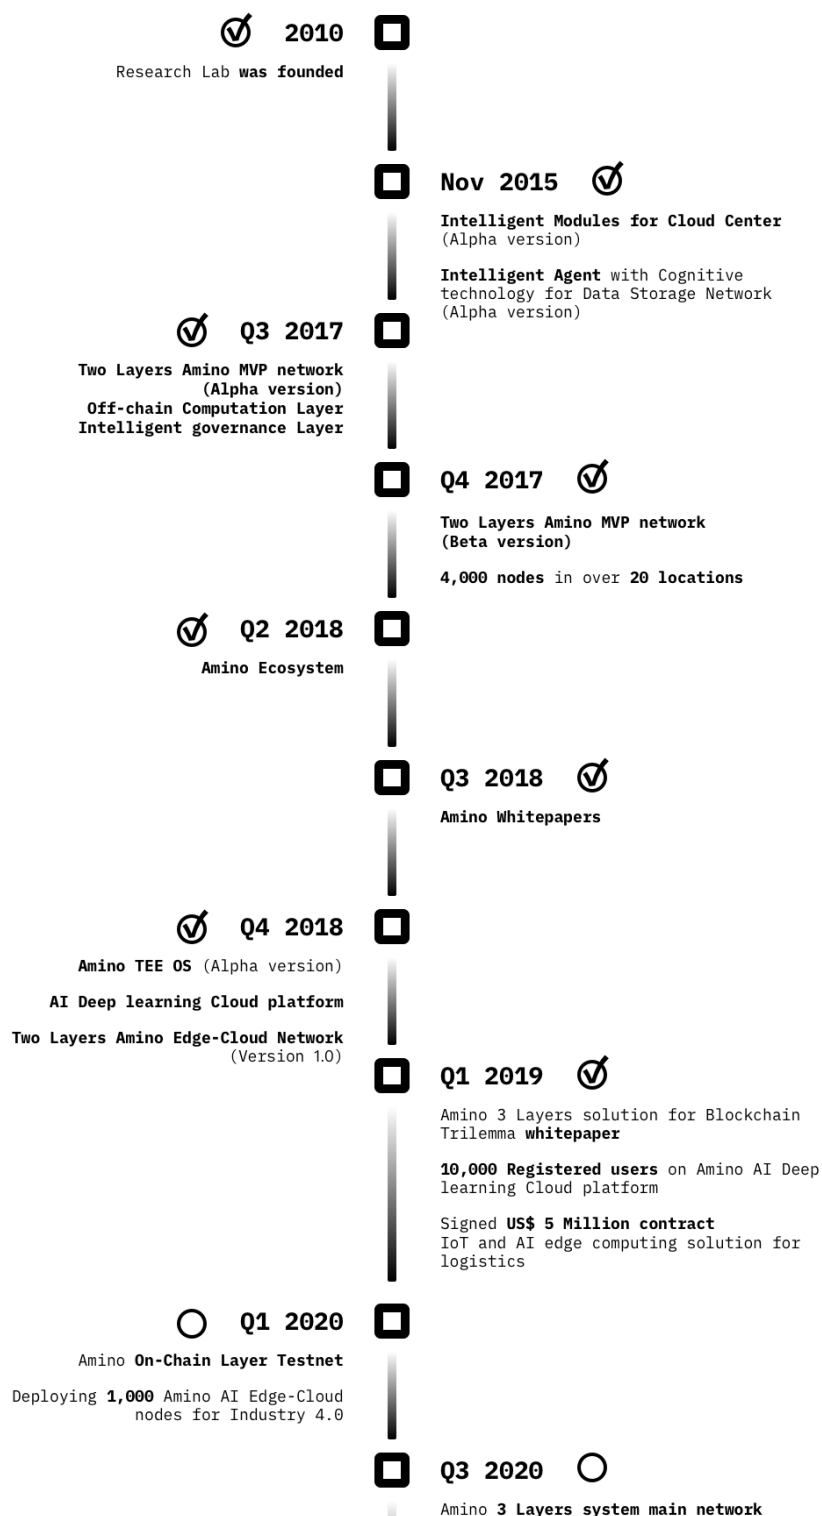 2010
Research Lab was founded
Nov 2015
Intelligent Modules for Cloud Center
(Alpha version)
Intelligent Agent with Cognitive
technology for Data Storage Network
(Alpha version)
Q3 2017
Two Layers Amino MVP network
(Alpha version)
Off-chain Computation Layer
Intelligent governance Layer
Q4 2017
Two Layers Amino MVP network
(Beta version)
4,000 nodes in over 20 locations
Q2 2018
Amino Ecosystem
Q3 2018
Amino Whitepapers
Q4 2018
Amino TEE OS (Alpha version)
AI Deep learning Cloud platform
Two Layers Amino Edge-Cloud Network
(Version 1.0)
Q1 2019
Amino 3 Layers solution for Blockchain
Trilemma whitepaper
10,000 Registered users on Amino AI Deep
learning Cloud platform
Signed US$ 5 Million contract
IoT and AI edge computing solution for
logistics
Q1 2020
Amino On-Chain Layer Testnet
Deploying 1,000 Amino AI Edge-Cloud
nodes for Industry 4.0
Q3 2020
Amino 3 Layers system main network